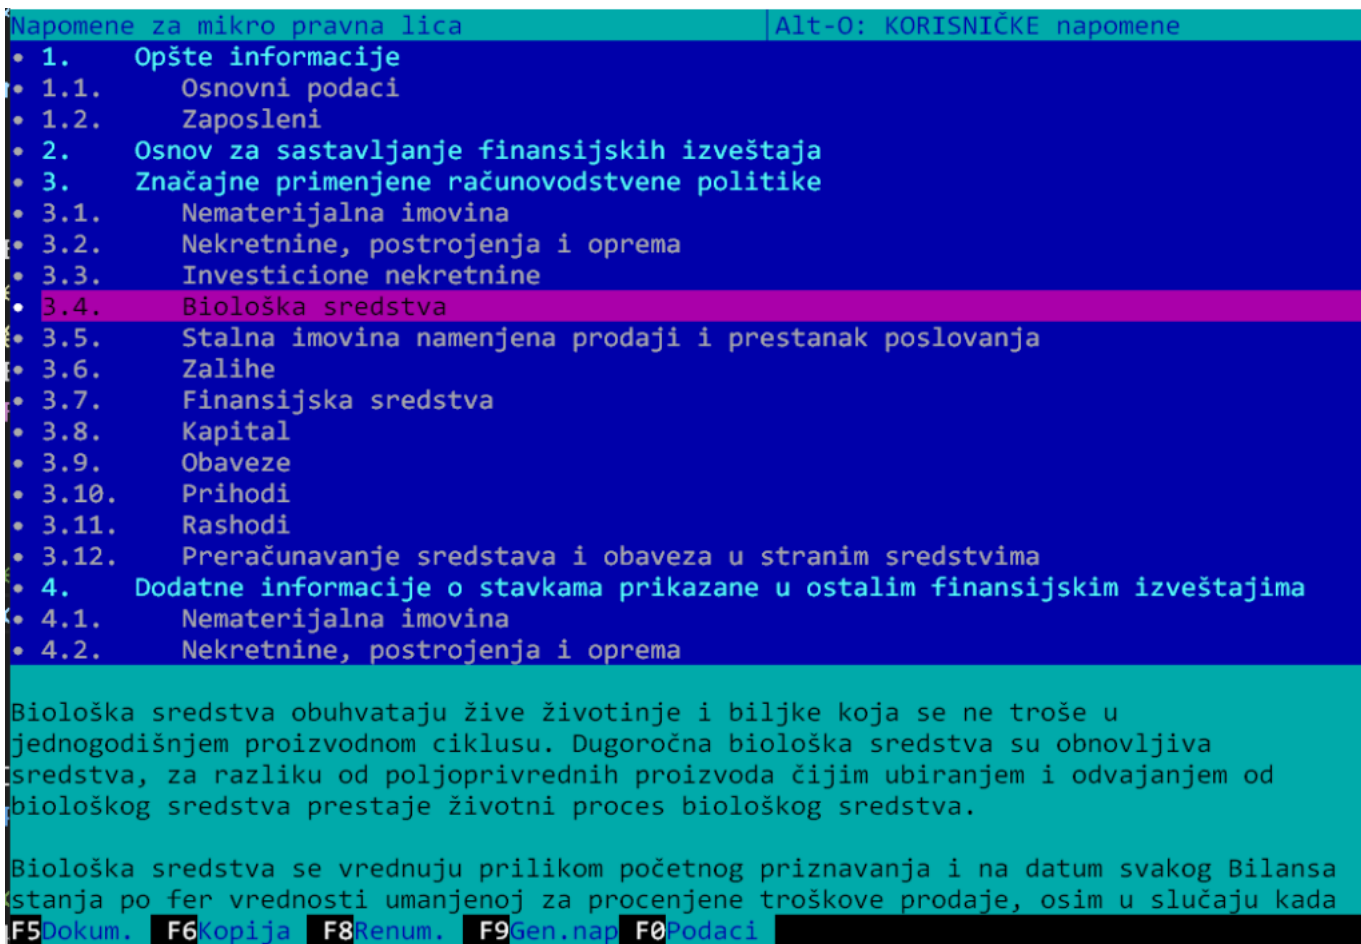 Napomene za mikro pravna lica | Alt-O: KORISNIČKE napomene
• 1. Opšte informacije
• 1.1. Osnovni podaci
• 1.2. Zaposleni
• 2. Osnov za sastavljanje finansijskih izveštaja
• 3. Značajne primenjene računovodstvene politike
• 3.1. Nematerijalna imovina
• 3.2. Nekretnine, postrojenja i oprema
• 3.3. Investicione nekretnine
• 3.4. Biološka sredstva
• 3.5. Stalna imovina namenjena prodaji i prestanak poslovanja
• 3.6. Zalihe
• 3.7. Finansijska sredstva
• 3.8. Kapital
• 3.9. Obaveze
• 3.10. Prihodi
• 3.11. Rashodi
• 3.12. Preračunavanje sredstava i obaveza u stranim sredstvima
• 4. Dodatne informacije o stavkama prikazane u ostalim finansijskim izveštajima
• 4.1. Nematerijalna imovina
• 4.2. Nekretnine, postrojenja i oprema
Biološka sredstva obuhvataju žive životinje i biljke koja se ne troše u
jednogodišnjem proizvodnom ciklusu. Dugoročna biološka sredstva su obnovljiva
sredstva, za razliku od poljoprivrednih proizvoda čijim ubiranjem i odvajanjem od
biološkog sredstva prestaje životni proces biološkog sredstva.
Biološka sredstva se vrednuju prilikom početnog priznavanja i na datum svakog Bilansa
stanja po fer vrednosti umanjenoj za procenjene troškove prodaje, osim u slučaju kada
F5Dokum. F6Kopija F8Renum. F9Gen.nap F0Podaci